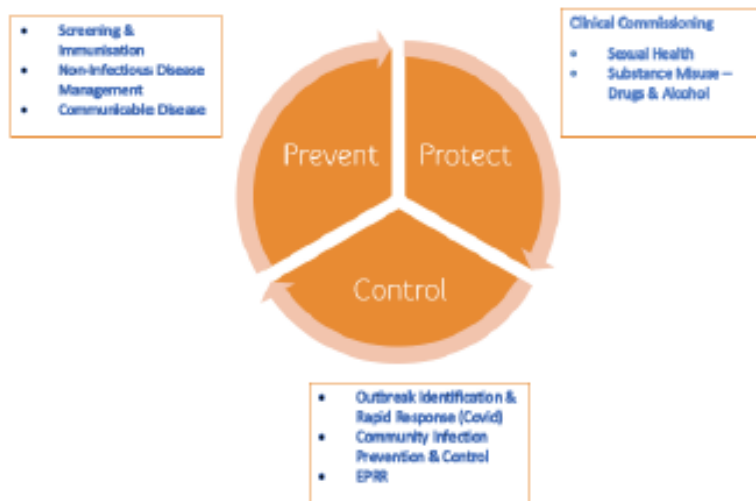 Screening &
Immunisation
Non-Infectious Disease
Management
Communicable Disease
Clinical Commissioning
Sexual Health
Substance Misuse –
Drugs & Alcohol
Prevent
Protect
Control
Outbreak Identification &
Rapid Response (Covid)
Community Infection
Prevention & Control
EPRR